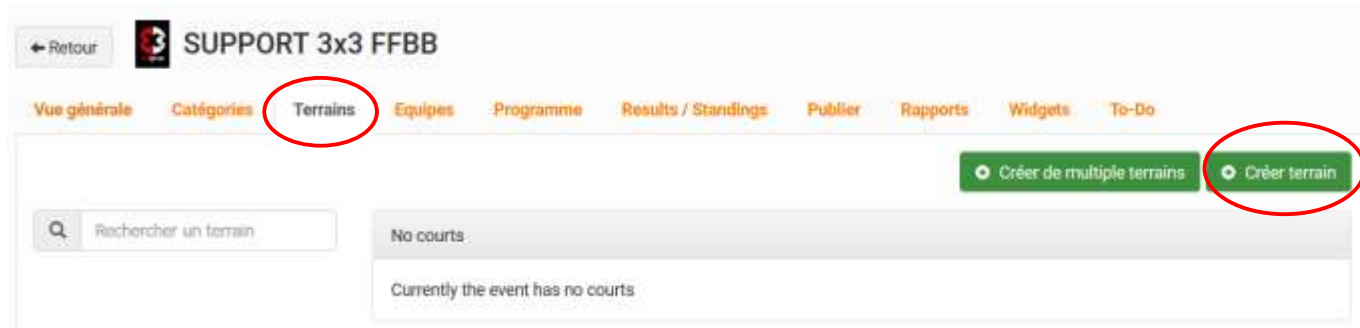 Retour
SUPPORT 3x3 FFBB
Vue générale Catégories Terrains Equipes Programme Results / Standings Publier Rapports Widgets To-Do
Créer de multiple terrains Créer terrain
Rechercher un terrain
No courts
Currently the event has no courts